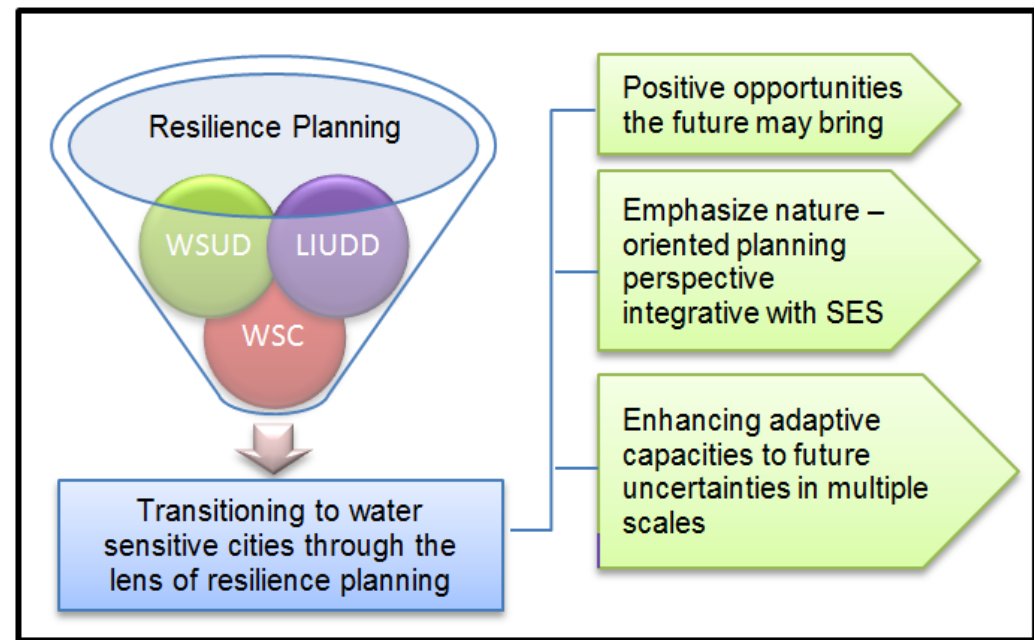 Resilience Planning
WSUD
LIUDD
WSC
Transitioning to water
sensitive cities through the
lens of resilience planning
Positive opportunities
the future may bring
Emphasize nature –
oriented planning
perspective
integrative with SES
Enhancing adaptive
capacities to future
uncertainties in multiple
scales